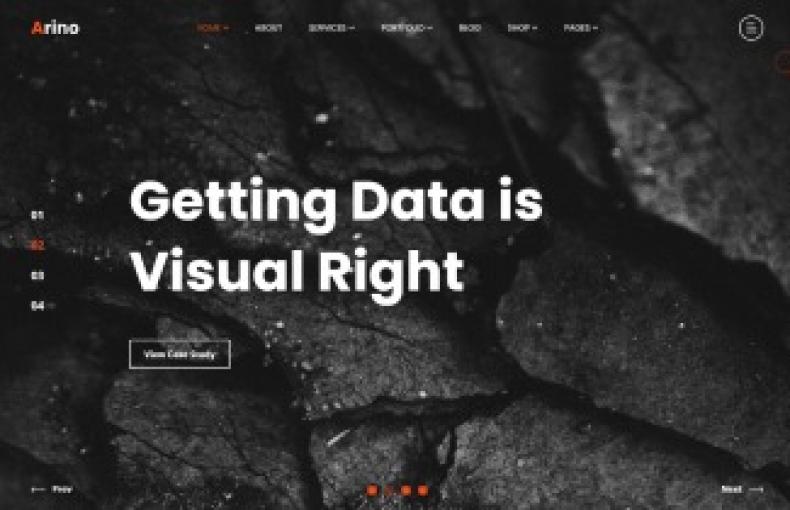 Arino
HOME ABOUT SERVICES PORTFOLIO BLOG SHOP PAGES
Getting Data is
Visual Right
01
02
03
04
View Case Study
Prev
Next